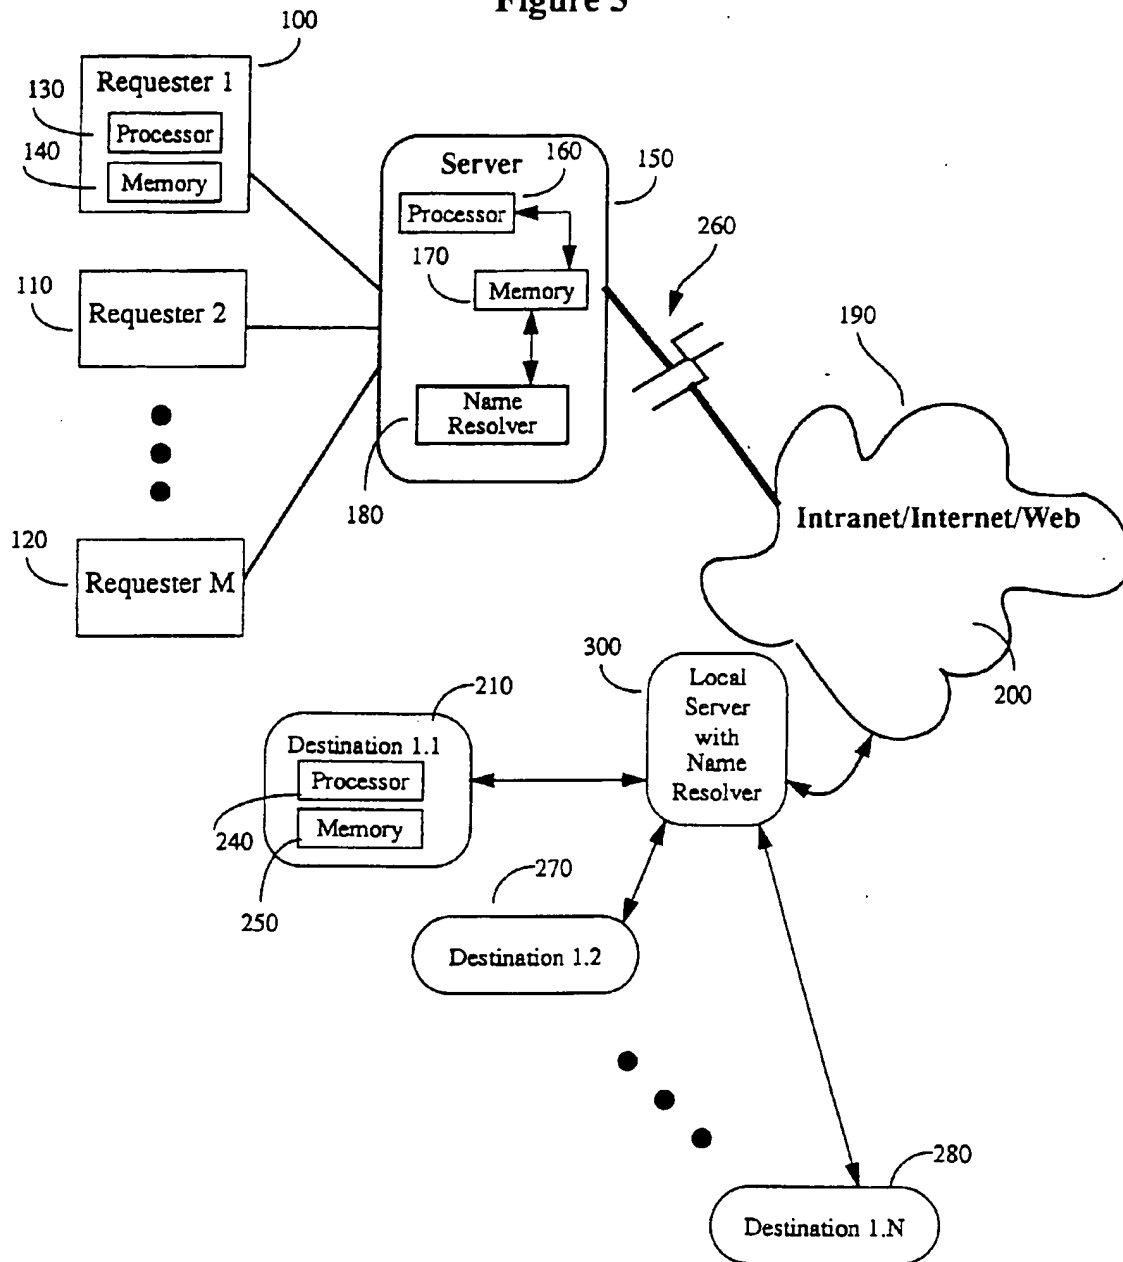 Figure 3
100
Requester 1
130
Processor
140
Memory
Server
160
150
Processor
170
Memory
260
110
Requester 2
190
Name
Resolver
180
Intranet/Internet/Web
120
Requester M
300
Local
Server
with
Name
Resolver
200
210
Destination 1.1
Processor
240
Memory
250
270
Destination 1.2
280
Destination 1.N